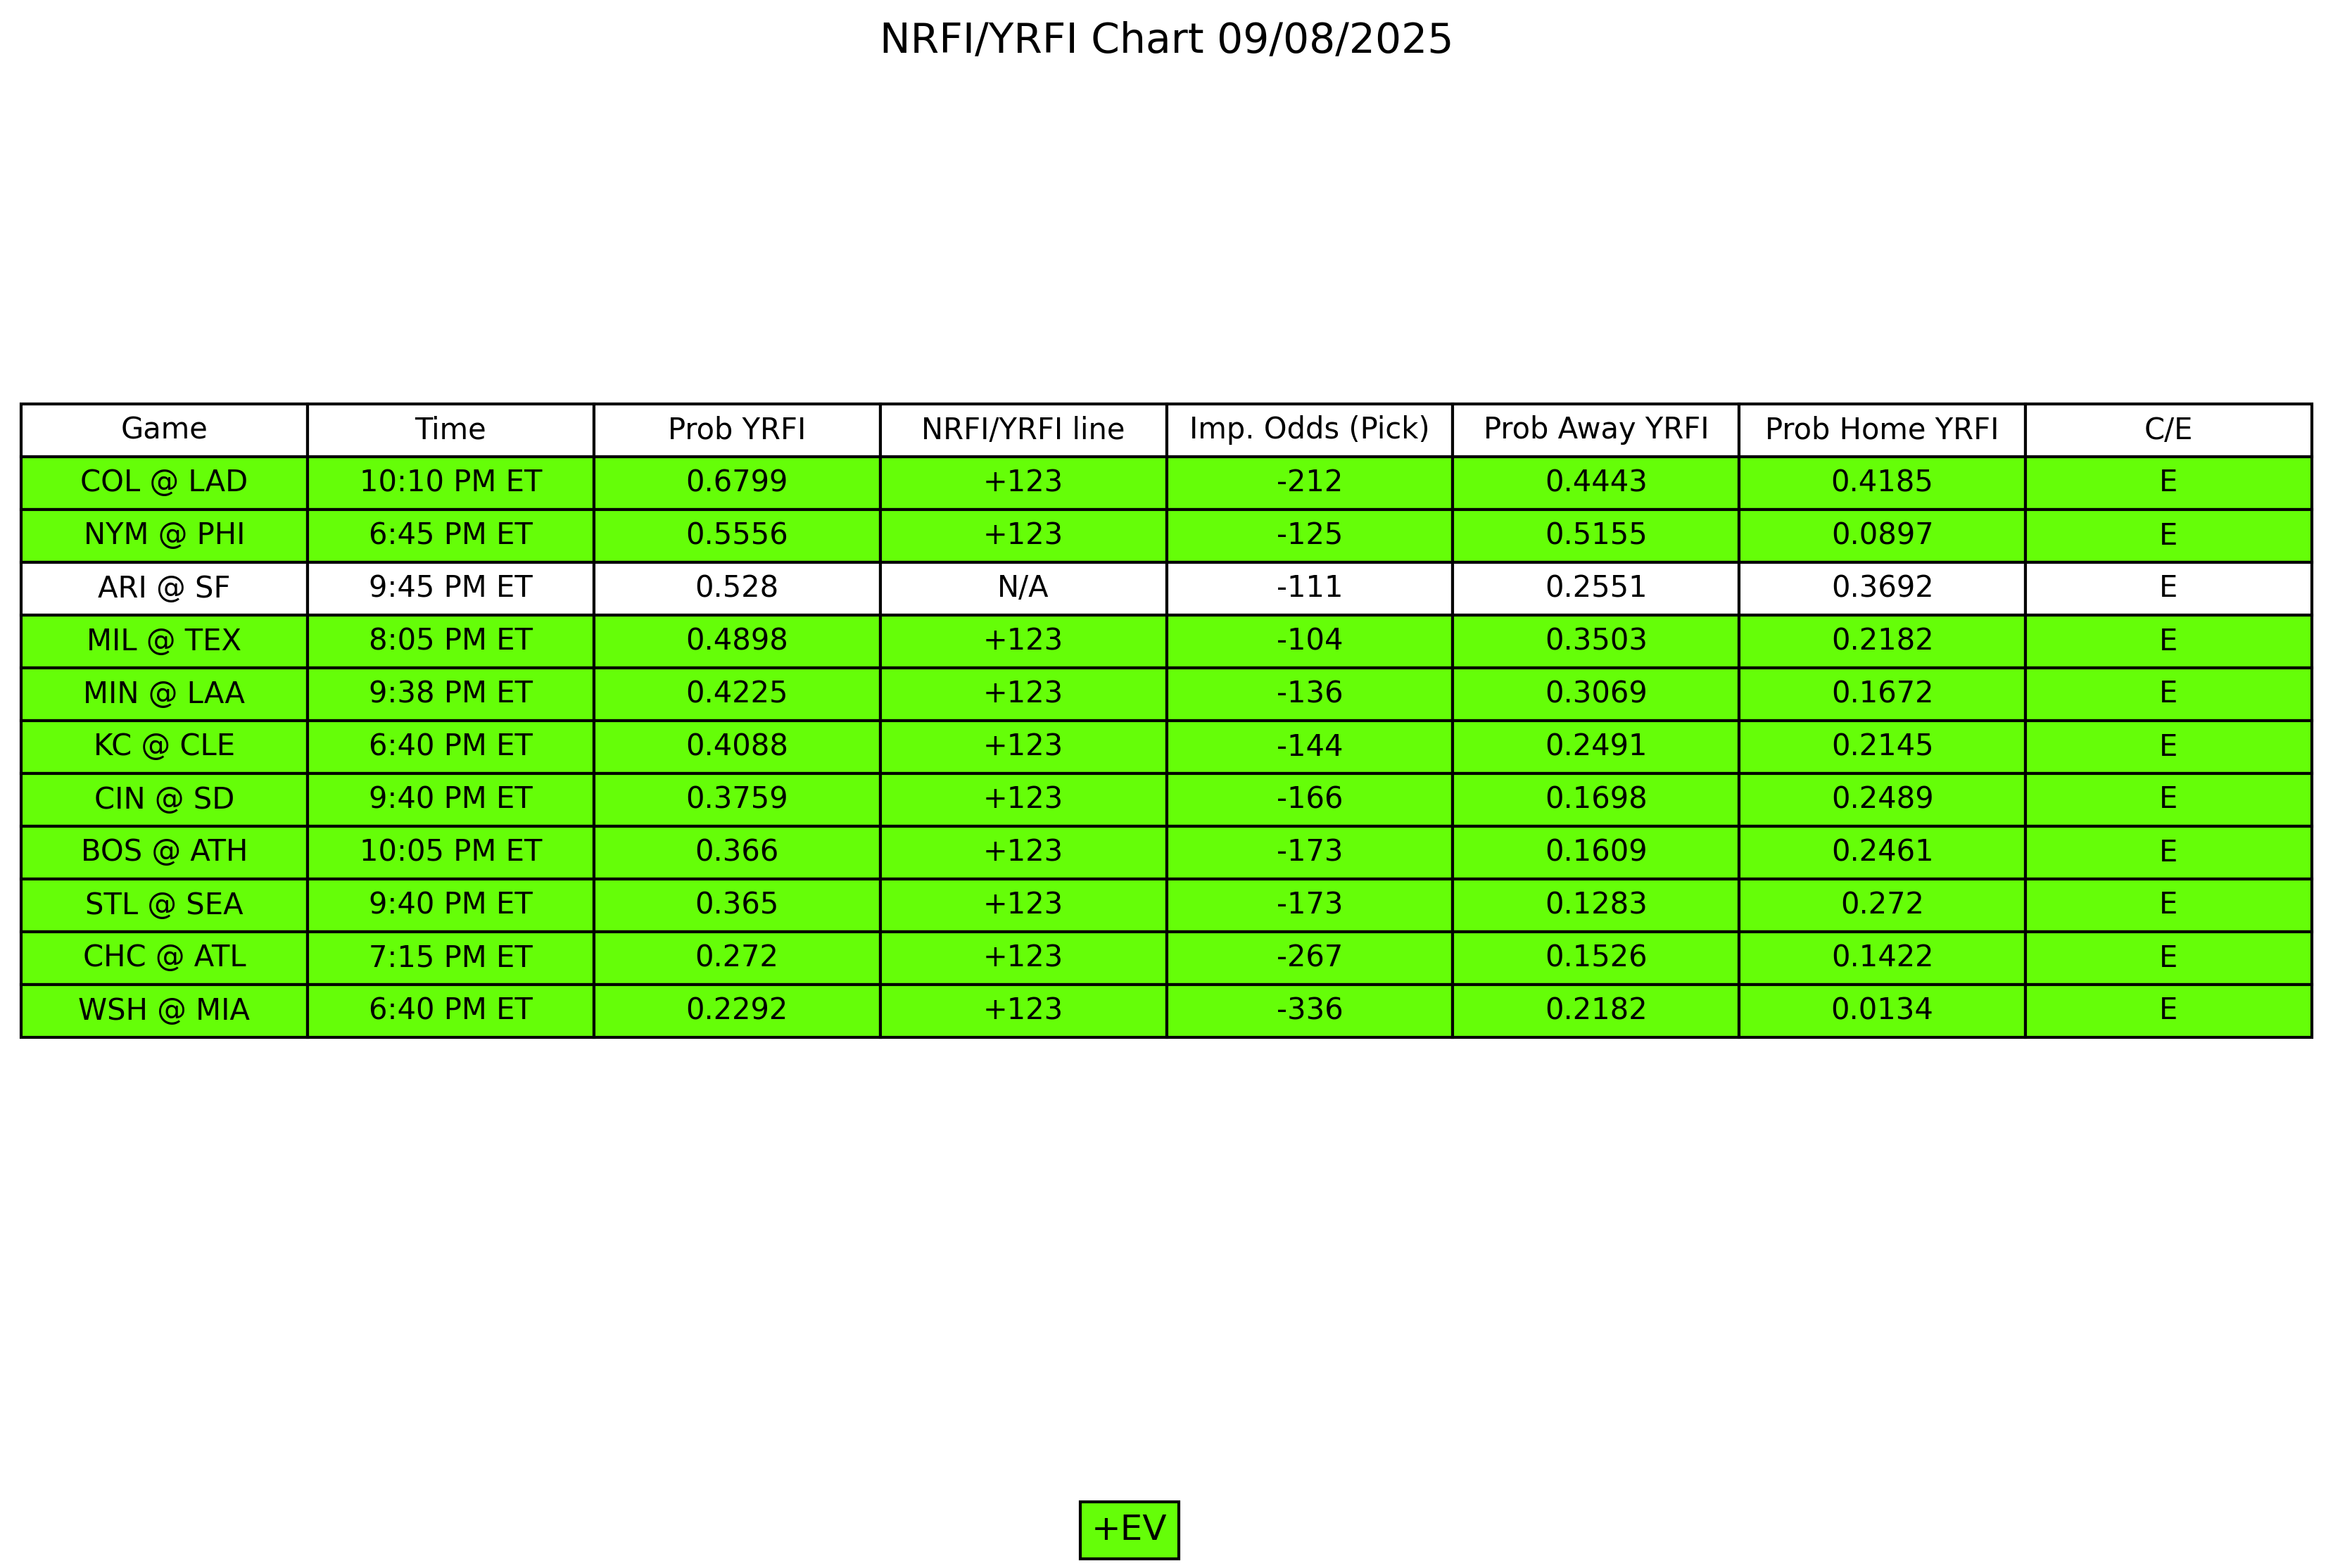 NRFI/YRFI Chart 09/08/2025
Game Time Prob YRFI NRFI/YRFI line Imp. Odds (Pick) Prob Away YRFI Prob Home YRFI C/E
COL @ LAD 10:10 PM ET 0.6799 +123 -212 0.4443 0.4185 E
NYM @ PHI 6:45 PM ET 0.5556 +123 -125 0.5155 0.0897 E
ARI @ SF 9:45 PM ET 0.528 N/A -111 0.2551 0.3692 E
MIL @ TEX 8:05 PM ET 0.4898 +123 -104 0.3503 0.2182 E
MIN @ LAA 9:38 PM ET 0.4225 +123 -136 0.3069 0.1672 E
KC @ CLE 6:40 PM ET 0.4088 +123 -144 0.2491 0.2145 E
CIN @ SD 9:40 PM ET 0.3759 +123 -166 0.1698 0.2489 E
BOS @ ATH 10:05 PM ET 0.366 +123 -173 0.1609 0.2461 E
STL @ SEA 9:40 PM ET 0.365 +123 -173 0.1283 0.272 E
CHC @ ATL 7:15 PM ET 0.272 +123 -267 0.1526 0.1422 E
WSH @ MIA 6:40 PM ET 0.2292 +123 -336 0.2182 0.0134 E
+EV